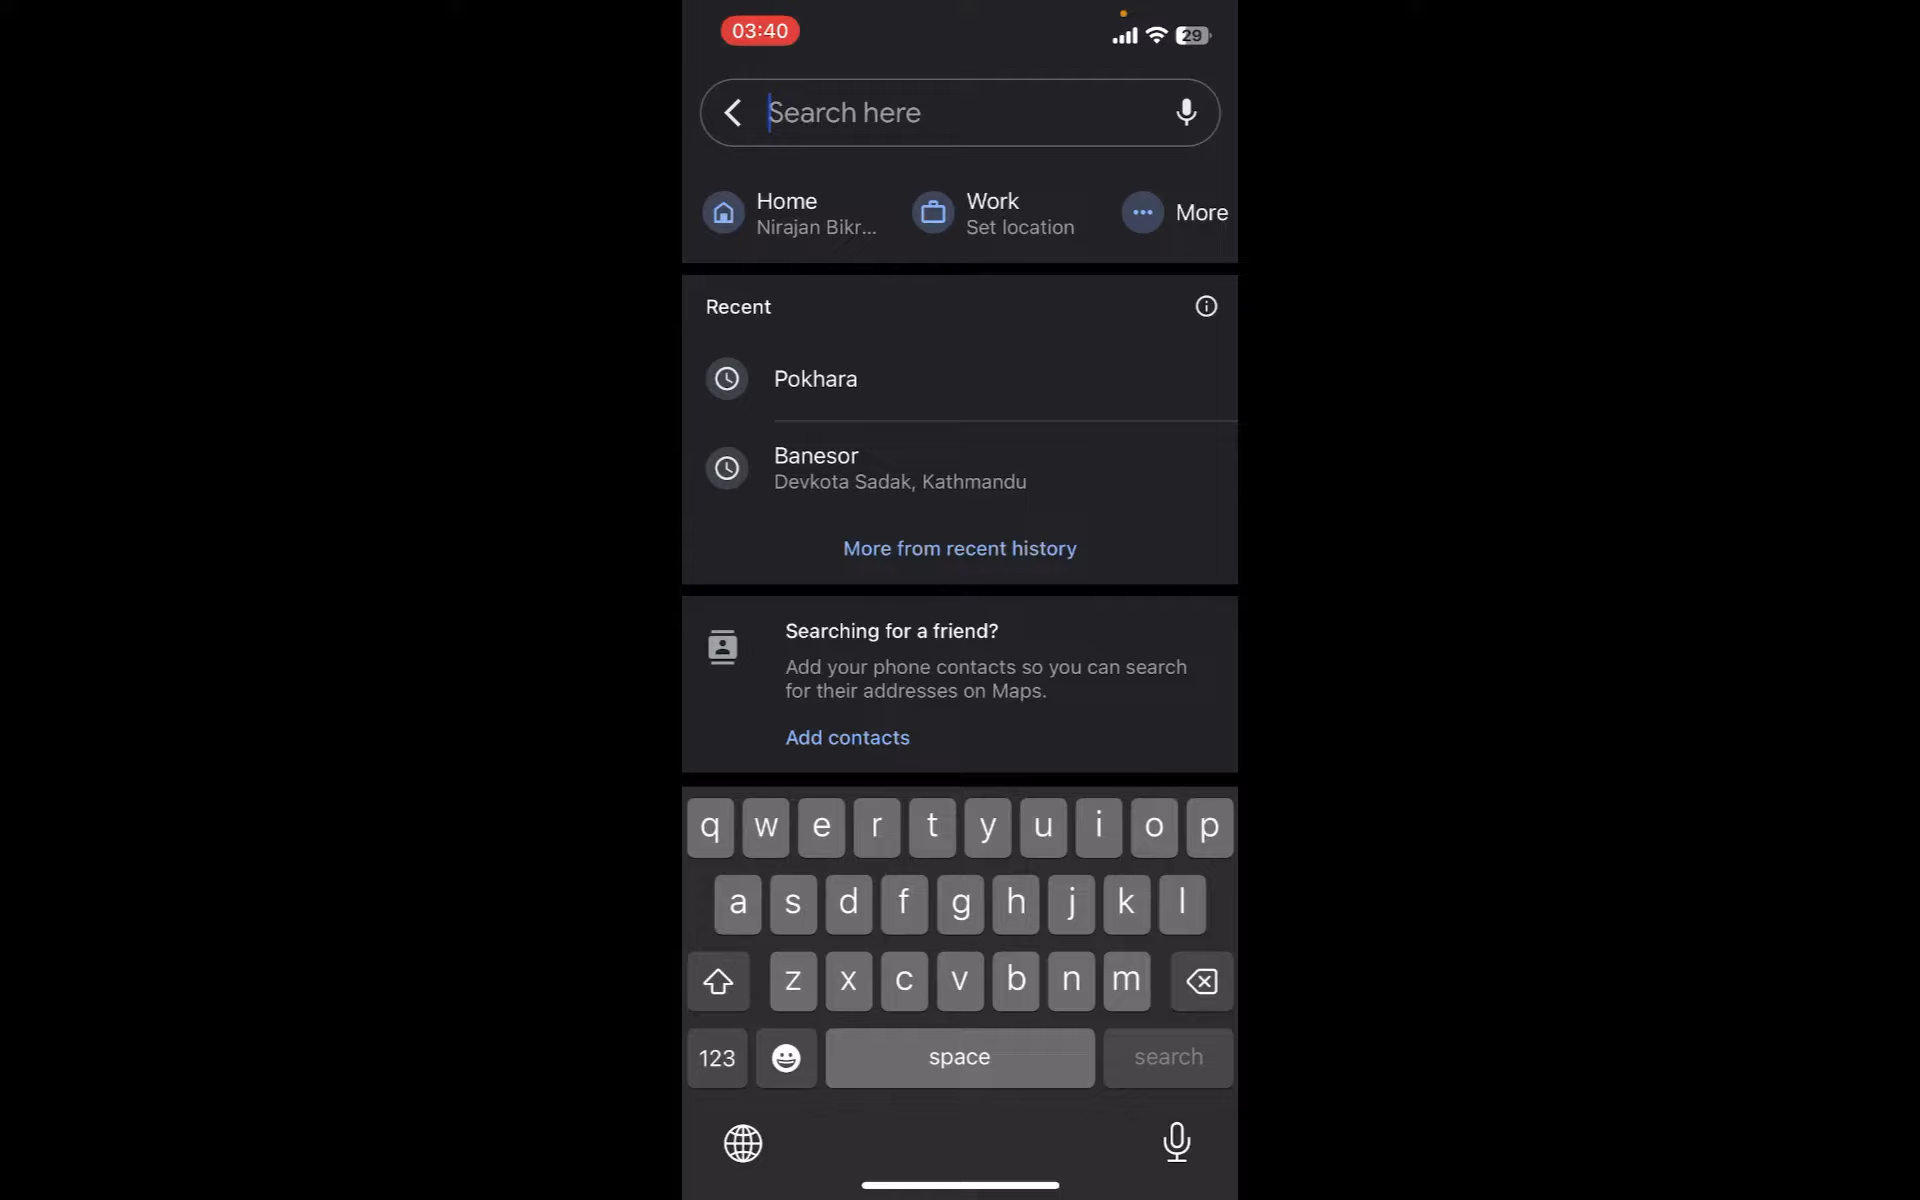 03:40
29
Search here
Home
Nirajan Bikr...
Work
Set location
More
Recent
Pokhara
Banesor
Devkota Sadak, Kathmandu
More from recent history
Searching for a friend?
Add your phone contacts so you can search
for their addresses on Maps.
Add contacts
q w e r t y u i o p
a s d f g h j k l
z x c v b n m
123 space search